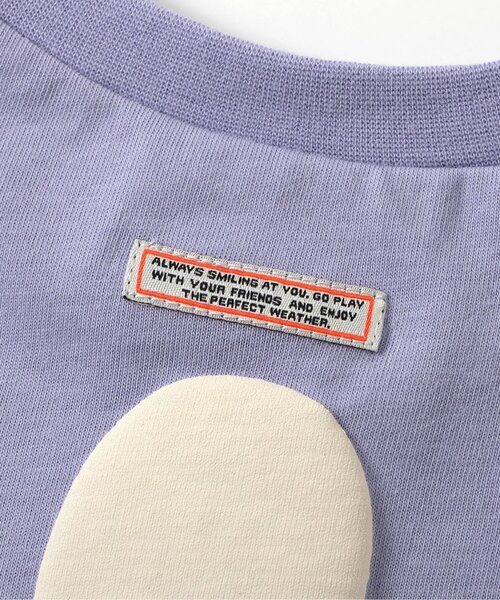 ALWAYS SMILING AT YOU. GO PLAY
WITH YOUR FRIENDS AND ENJOY
THE PERFECT WEATHER.